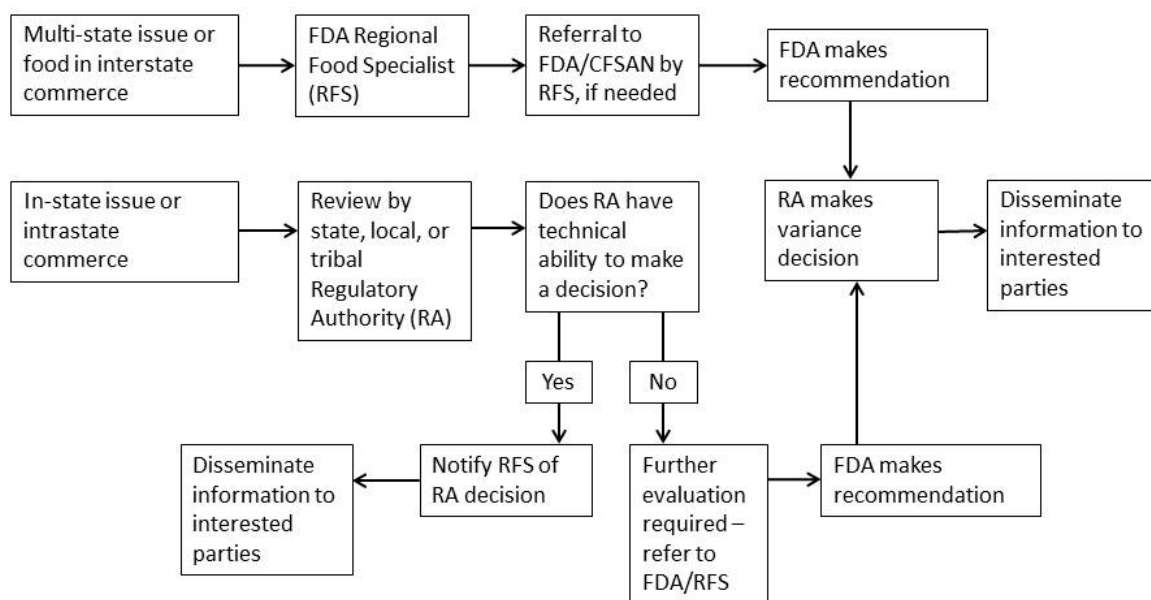 Multi-state issue or
food in interstate
commerce
FDA Regional
Food Specialist
(RFS)
Referral to
FDA/CFSAN by
RFS, if needed
FDA makes
recommendation
In-state issue or
intrastate
commerce
Review by
state, local, or
tribal
Regulatory
Authority (RA)
Does RA have
technical
ability to make
a decision?
RA makes
variance
decision
Disseminate
information to
interested
parties
Yes
No
Disseminate
information to
interested
parties
Notify RFS of
RA decision
Further
evaluation
required –
refer to
FDA/RFS
FDA makes
recommendation